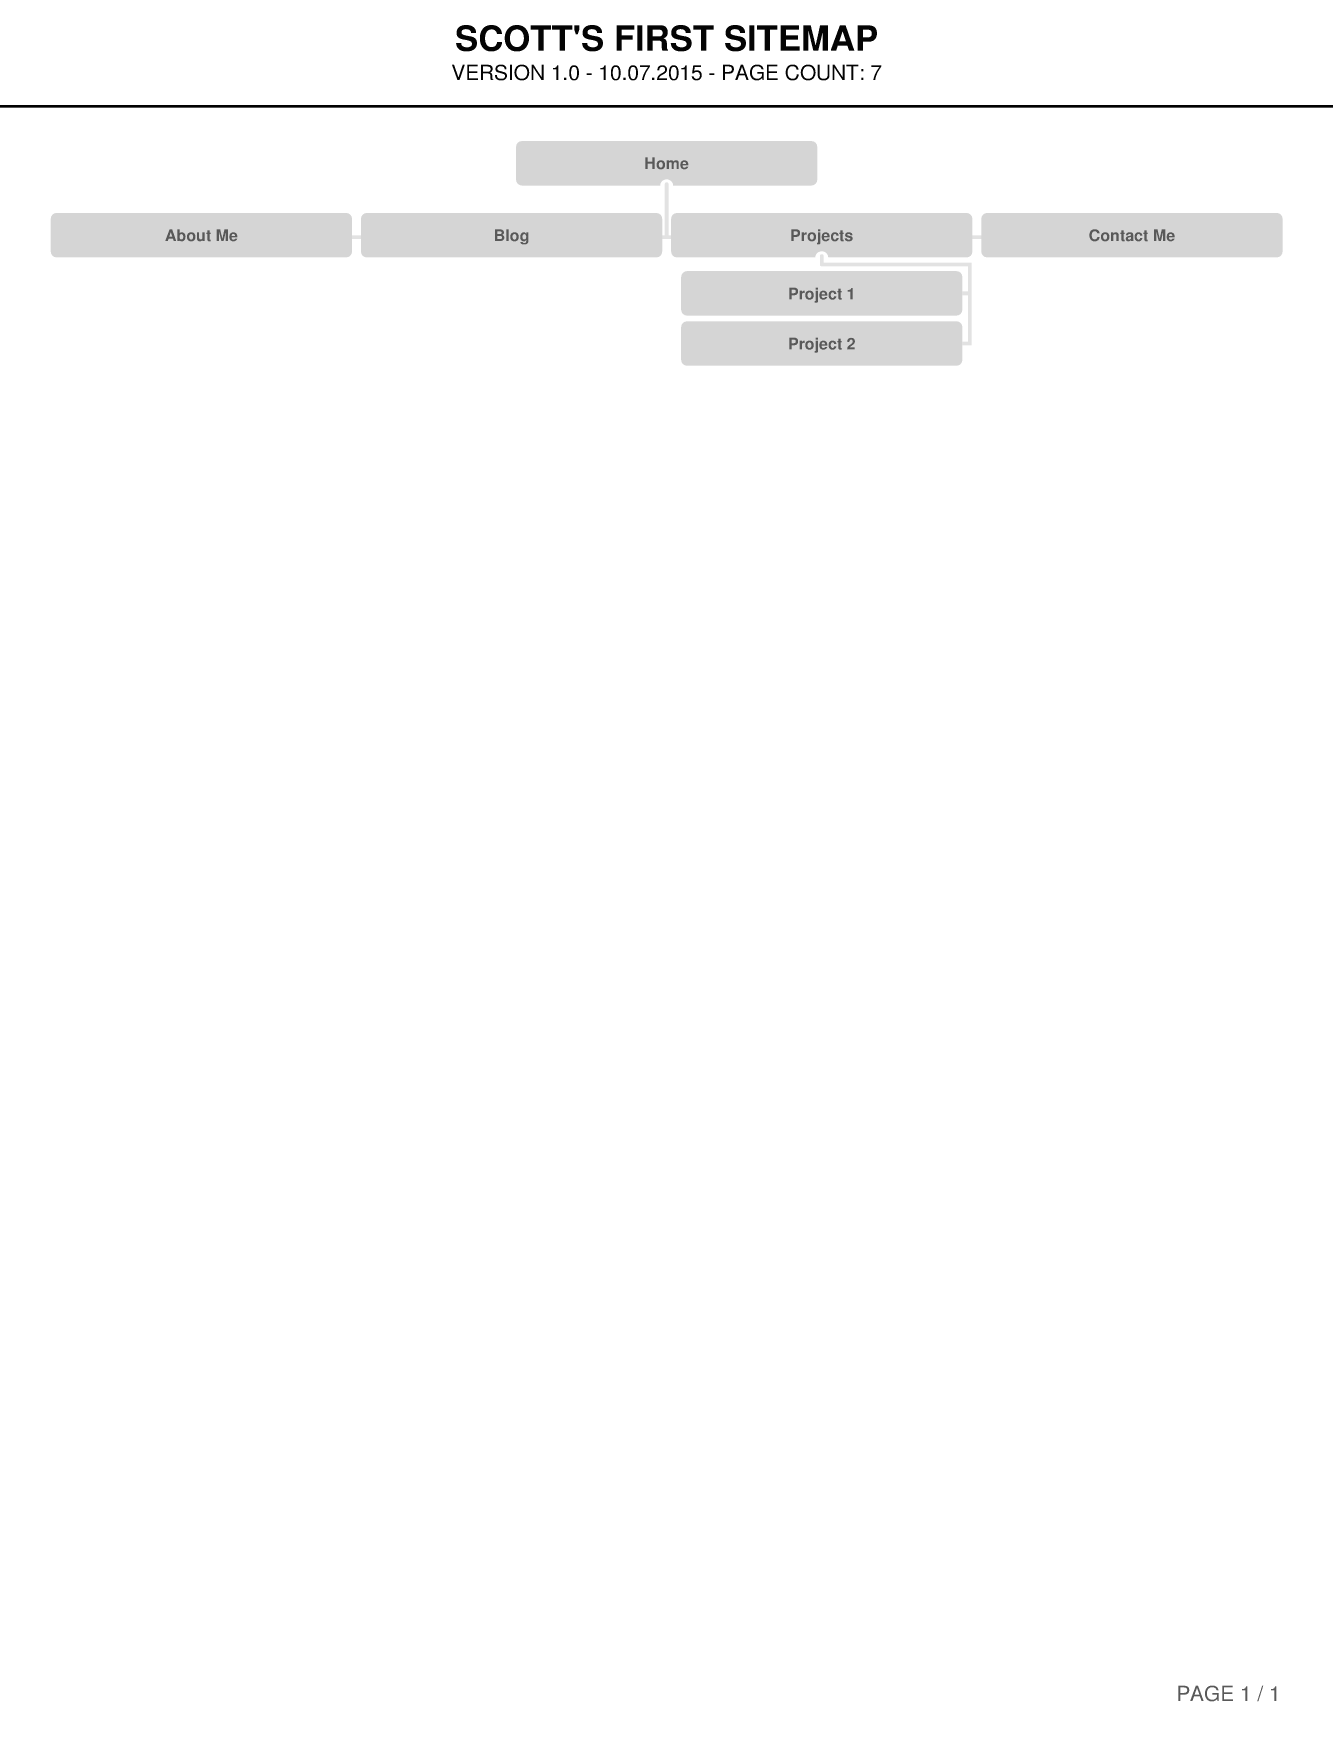 SCOTT'S FIRST SITEMAP
VERSION 1.0 - 10.07.2015 - PAGE COUNT: 7
Home
About Me
Blog
Projects
Contact Me
Project 1
Project 2
PAGE 1 / 1